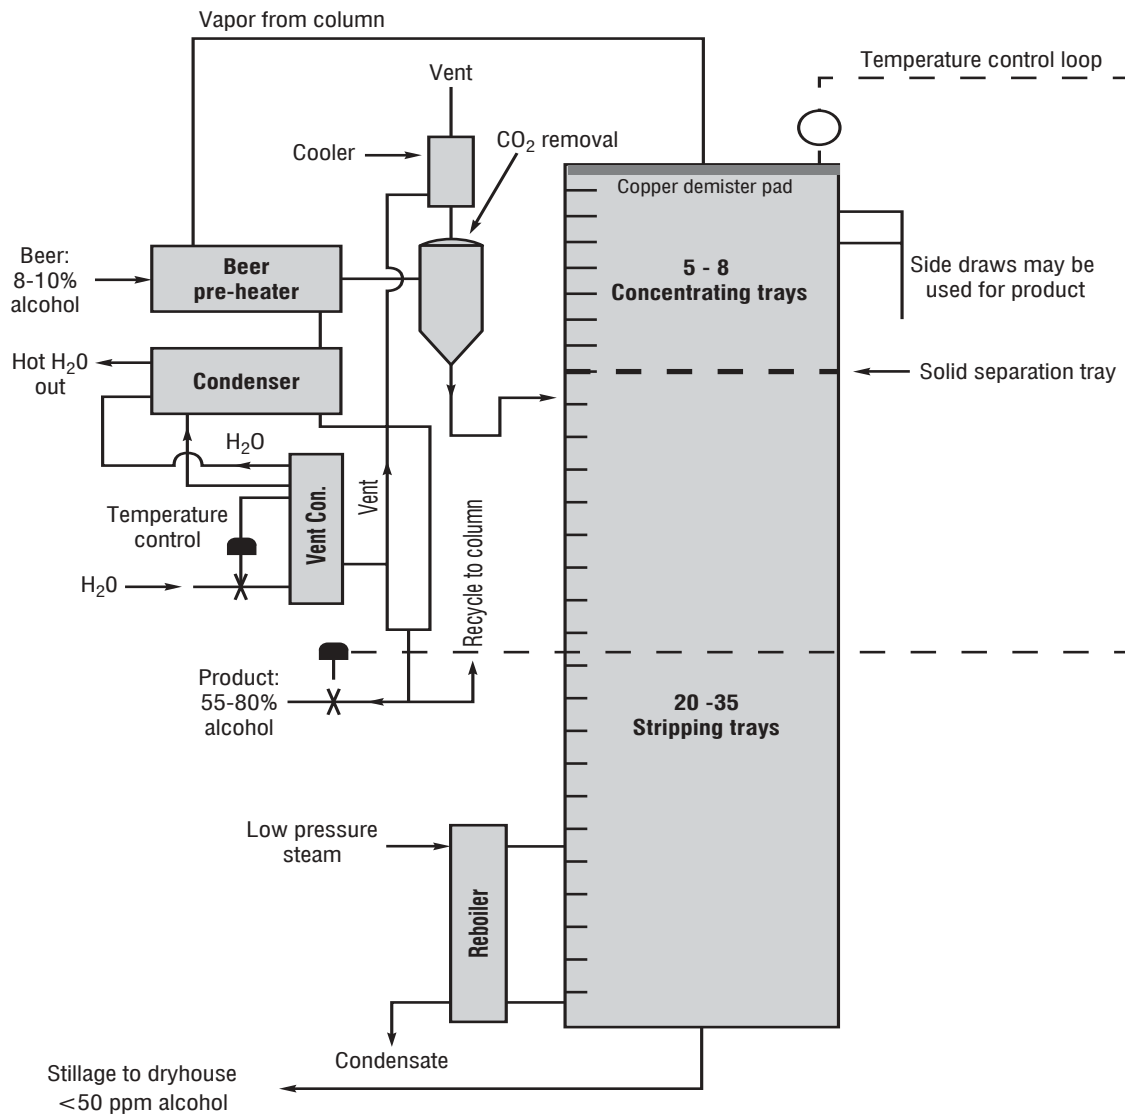 Vapor from column
Temperature control loop
Vent
CO2 removal
Cooler
Copper demister pad
Beer:
8-10%
alcohol
Beer
pre-heater
5 - 8
Concentrating trays
Side draws may be
used for product
Hot H20
out
Condenser
Solid separation tray
H2O
Vent
Vent Con.
Temperature
control
H20
Recycle to column
Product:
55-80%
alcohol
20 -35
Stripping trays
Low pressure
steam
Reboiler
Condensate
Stillage to dryhouse
<50 ppm alcohol